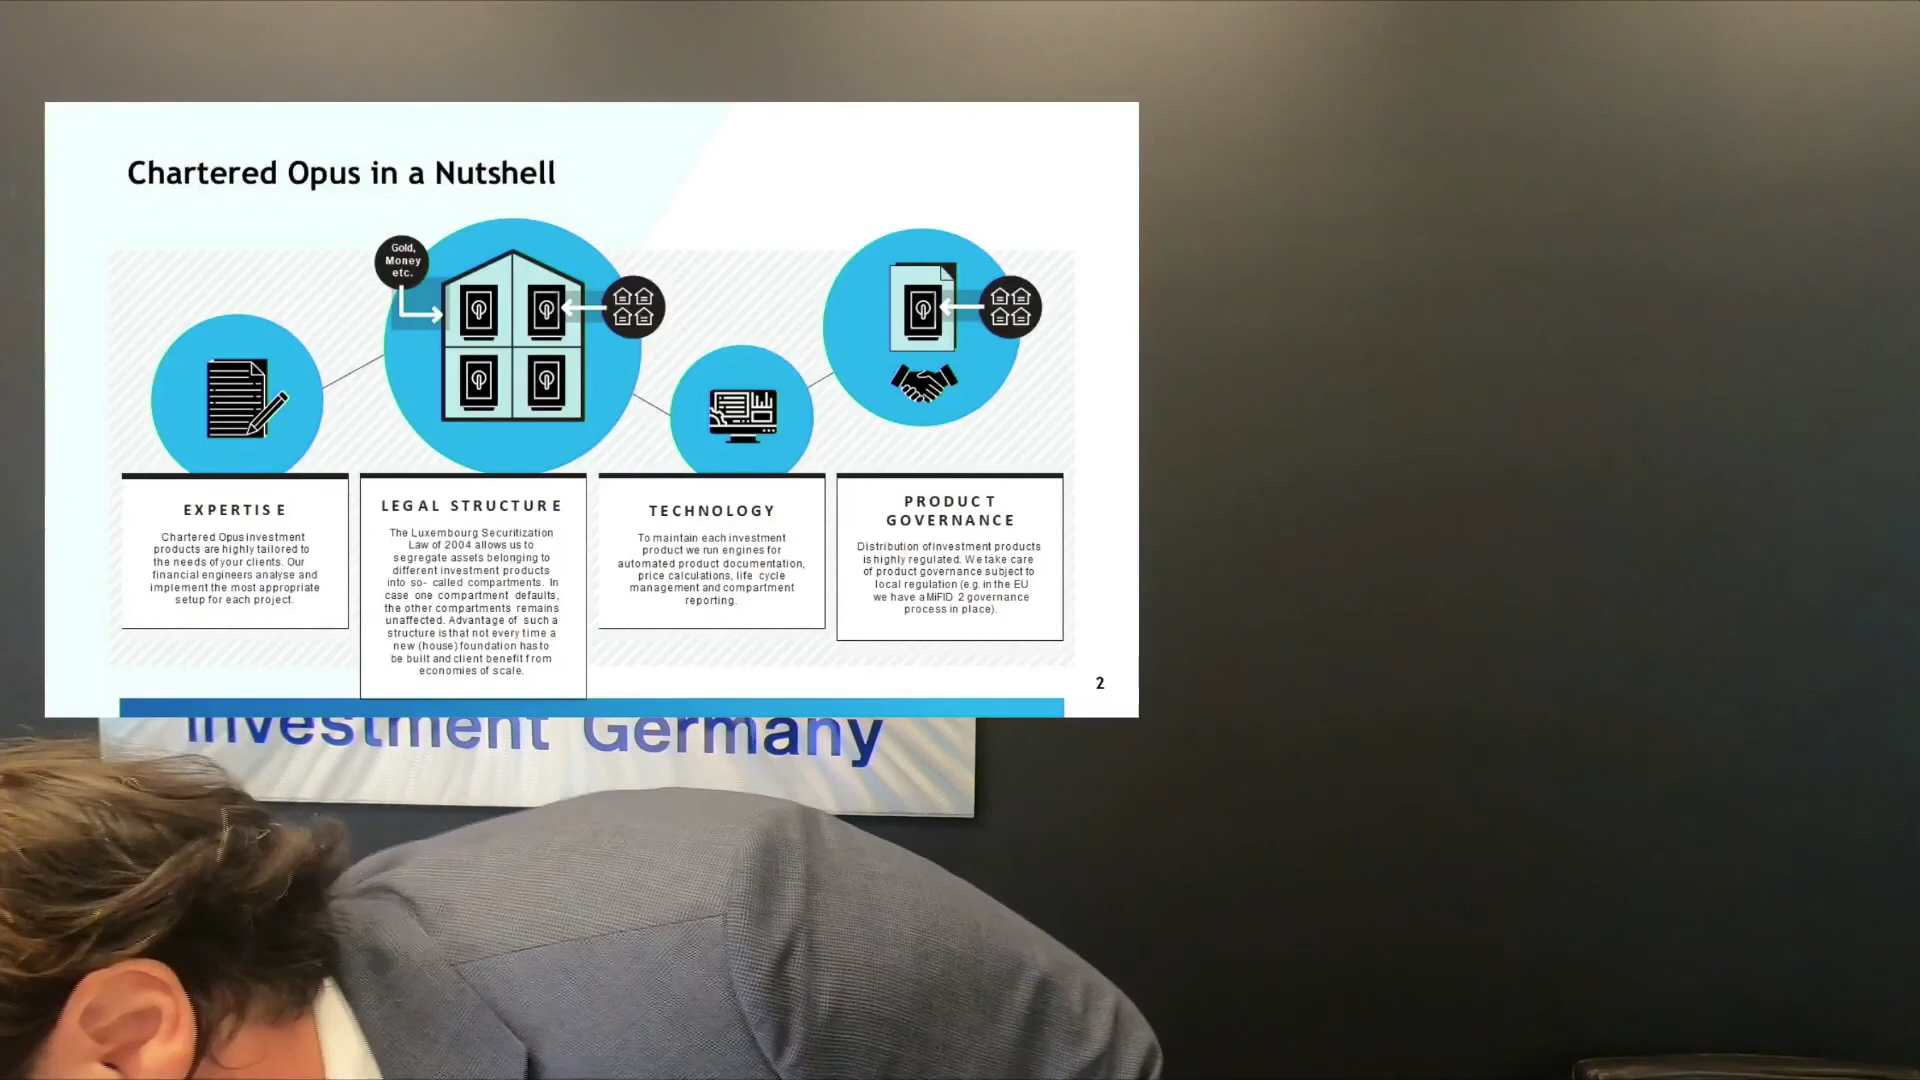 Chartered Opus in a Nutshell
Gold,
Money
etc.
EXPERTISE
Chartered Opus investment
products are highly tailored to
the needs of your clients. Our
financial engineers analyse and
implement the most appropriate
setup for each project.
LEGAL STRUCTURE
The Luxembourg Securitization
Law of 2004 allows us to
segregate assets belonging to
different investment products
into so- called compartments. In
case one compartment defaults,
the other compartments remains
unaffected. Advantage of such a
structure is that not every time a
new (house) foundation has to
be built and client benefit from
economies of scale.
TECHNOLOGY
To maintain each investment
product we run engines for
automated product documentation,
price calculations, life cycle
management and compartment
reporting.
PRODUCT
GOVERNANCE
Distribution of investment products
is highly regulated. We take care
of product governance subject to
local regulation (e.g. in the EU
we have a MiFID 2 governance
process in place).
2
Investment Germany